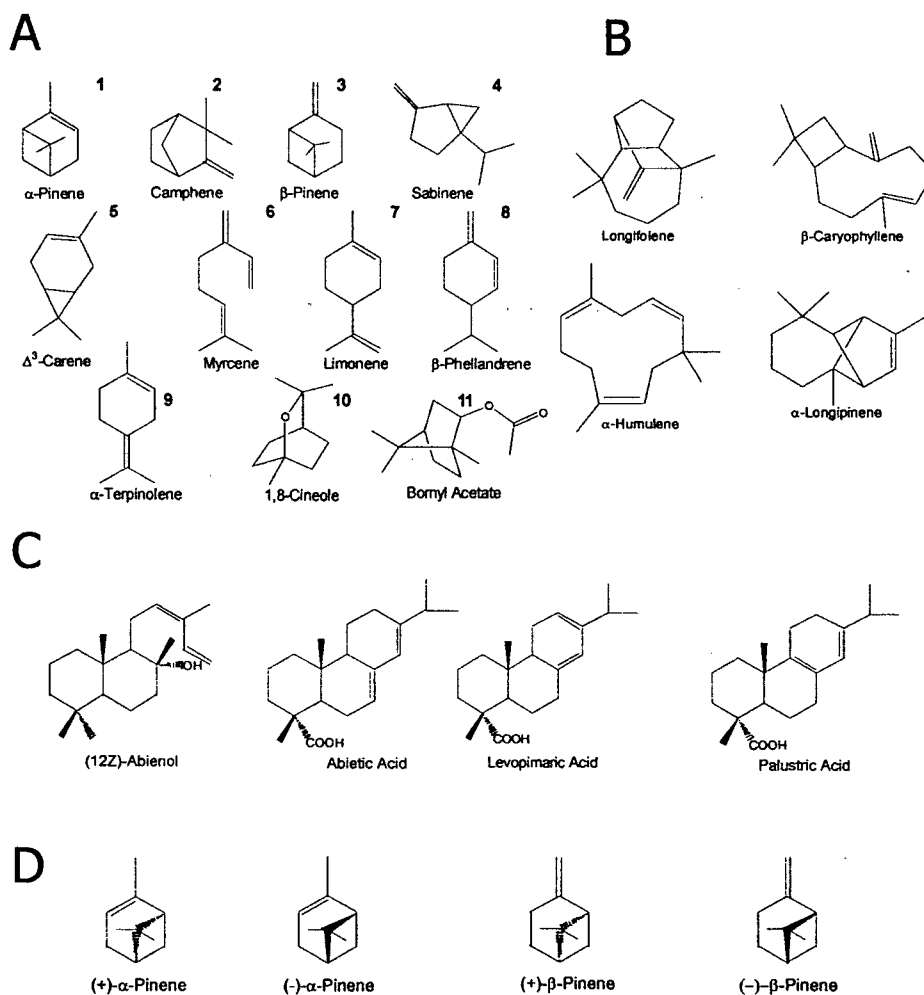 A
B
1
2
3
4
α-Pinene
Camphene
β-Pinene
Sabinene
Longifolene
β-Caryophyllene
5
6
7
8
Δ³-Carene
Myrcene
Limonene
β-Phellandrene
α-Humulene
α-Longipinene
9
10
11
O
O
O
α-Terpinolene
1,8-Cineole
Bornyl Acetate
C
OH
COOH
COOH
COOH
(12Z)-Abienol
Abietic Acid
Levopimaric Acid
Palustric Acid
D
(+)-α-Pinene
(-)-α-Pinene
(+)-β-Pinene
(−)-β-Pinene